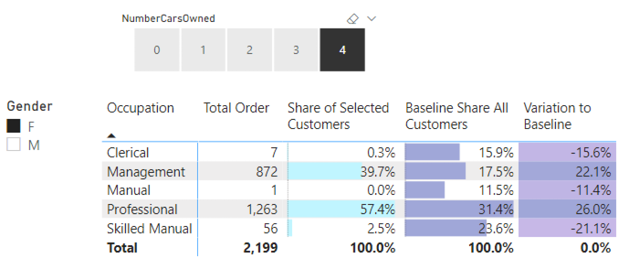 NumberCarsOwned
0 1 2 3 4
Gender
F
M
Occupation Total Order Share of Selected Customers Baseline Share All Customers Variation to Baseline
Clerical 7 0.3% 15.9% -15.6%
Management 872 39.7% 17.5% 22.1%
Manual 1 0.0% 11.5% -11.4%
Professional 1,263 57.4% 31.4% 26.0%
Skilled Manual 56 2.5% 23.6% -21.1%
Total 2,199 100.0% 100.0% 0.0%